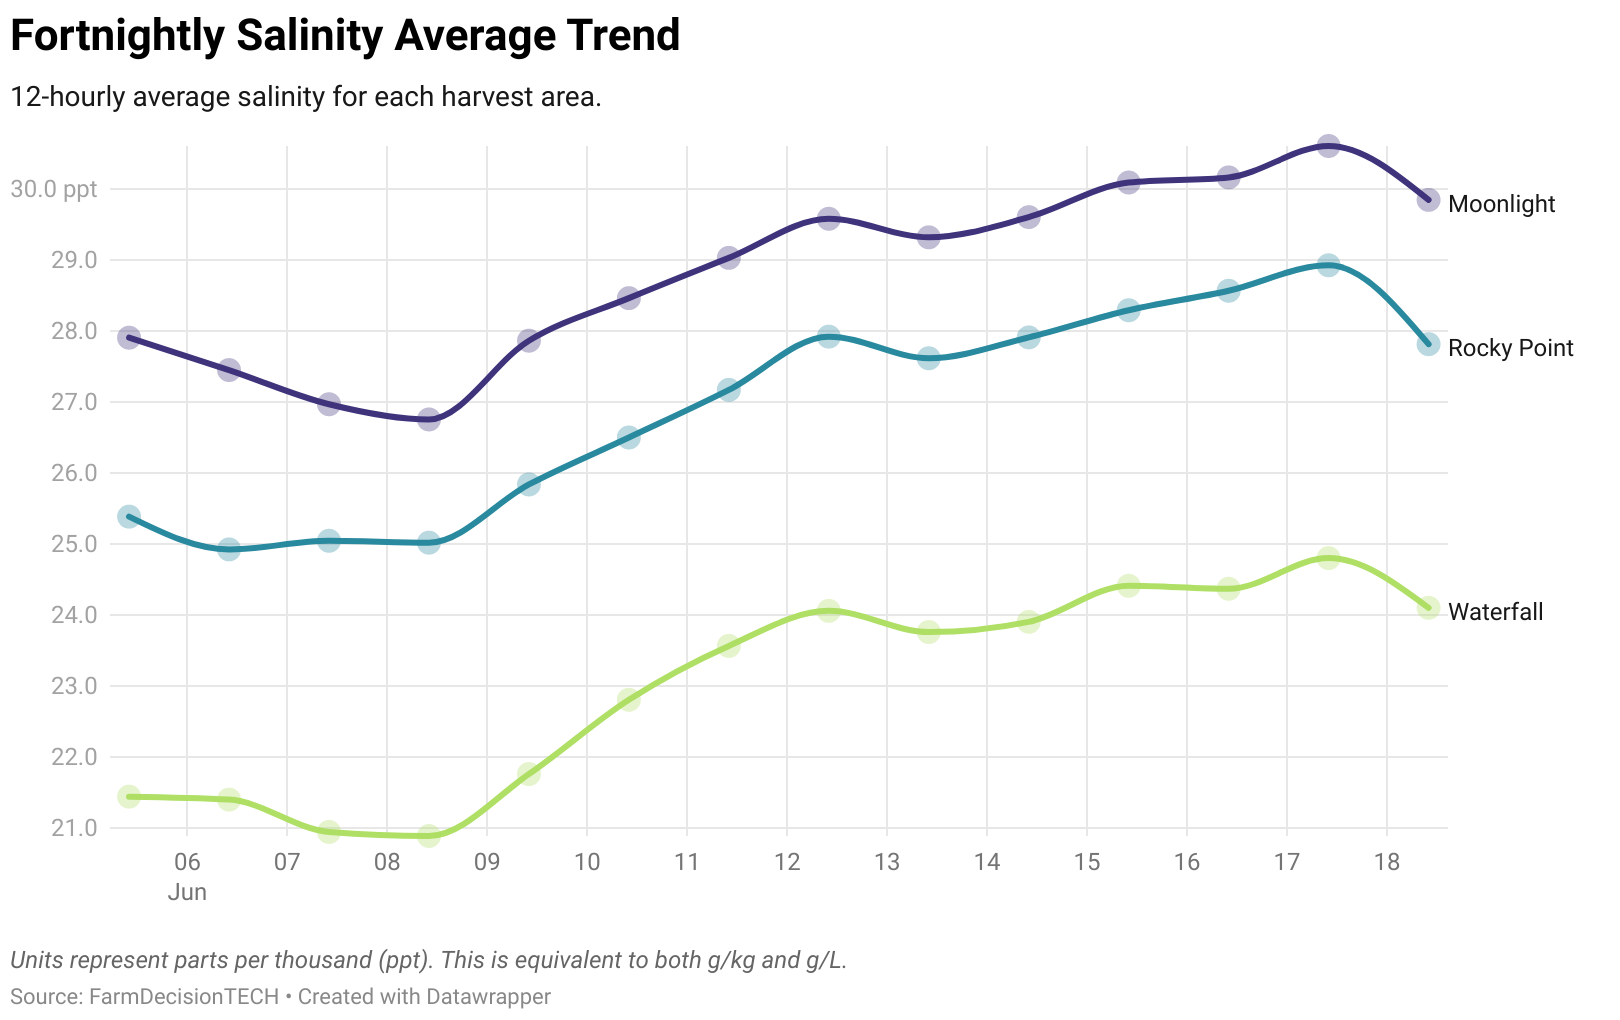 Fortnightly Salinity Average Trend
12-hourly average salinity for each harvest area.
30.0 ppt
29.0
28.0
27.0
26.0
25.0
24.0
23.0
22.0
21.0
Moonlight
Rocky Point
Waterfall
06 07 08 09 10 11 12 13 14 15 16 17 18
Jun
Units represent parts per thousand (ppt). This is equivalent to both g/kg and g/L.
Source: FarmDecisionTECH • Created with Datawrapper